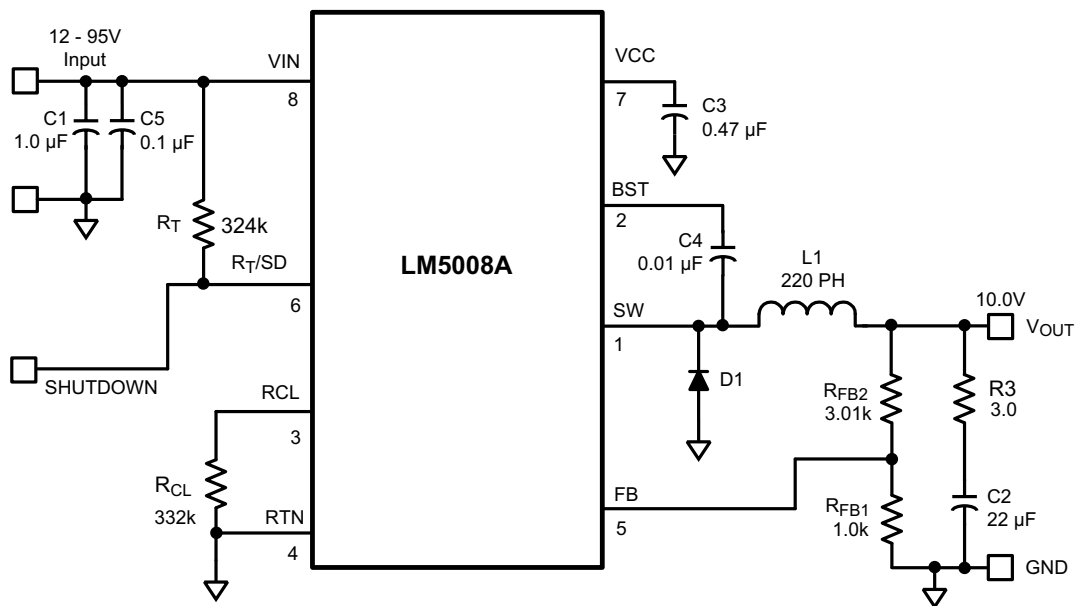 12 - 95V
Input
VIN
8
C1
1.0 µF
C5
0.1 µF
RT
324k
RT/SD
6
SHUTDOWN
RCL
3
RCL
332k
RTN
4
LM5008A
VCC
7
C3
0.47 µF
BST
2
C4
0.01 µF
L1
220 PH
SW
1
D1
10.0V
VOUT
RFB2
3.01k
R3
3.0
FB
5
RFB1
1.0k
C2
22 µF
GND